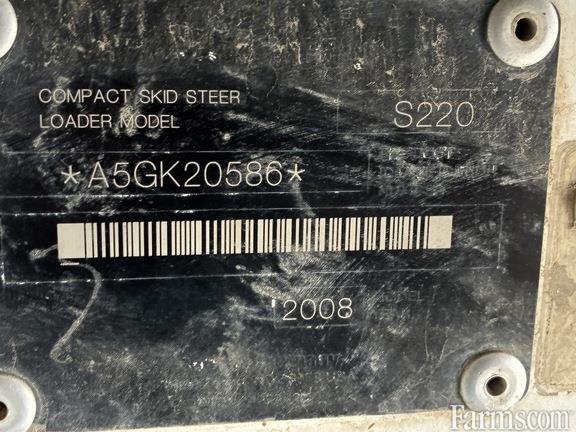 COMPACT SKID STEER
LOADER MODEL S220
*A5GK20586*
2008
Farms.com